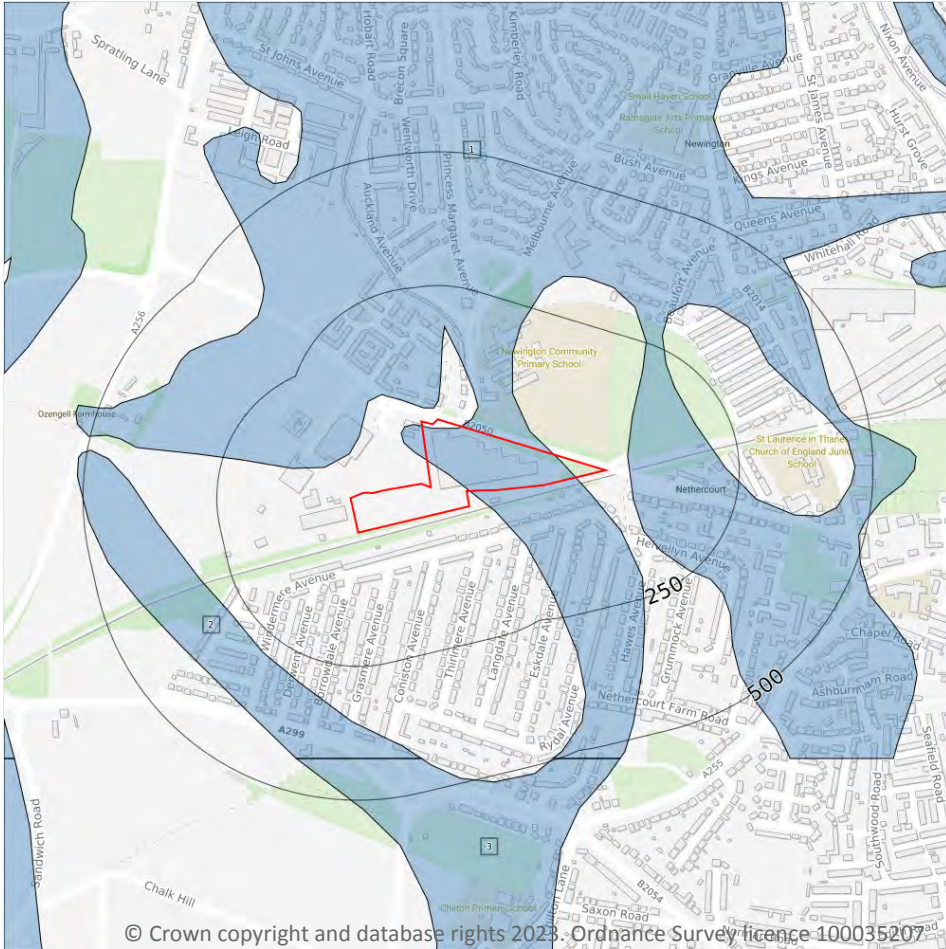 Spratling Lane
Hobart Road
Brecon Square
Kimberley Road
Nixon Avenue
St Johns Avenue
Granville Avenue
St James Avenue
Small Haven School
Ramsgate Arts Primary
School
Hurst Grove
Leigh Road
Wentworth Drive
Newington
1
Bush Avenue
Kings Avenue
Princess Margaret Avenue
Auckland Avenue
Melbourne Avenue
Queens Avenue
Whitehall Road
Beaufort Avenue
B2014
A256
Newington Community
Primary School
Ozengell Farmhouse
A2050
St Laurence in Thanet
Church of England Junior
School
Nethercourt
Helvellyn Avenue
250
Windermere Avenue
2
Derwent Avenue
Borrowdale Avenue
Grasmere Avenue
Coniston Avenue
Thirlmere Avenue
Langdale Avenue
Eskdale Avenue
Hawes Avenue
Grummock Avenue
Chapel Road
500
Ashburnham Road
Nethercourt Farm Road
Rydal Avenue
A299
A255
Seafield Road
Sandwich Road
3
Southwood Road
Chalk Hill
B2054
Chilton Primary School
Chilton Lane
Saxon Road
© Crown copyright and database rights 2023. Ordnance Survey licence 100035207.